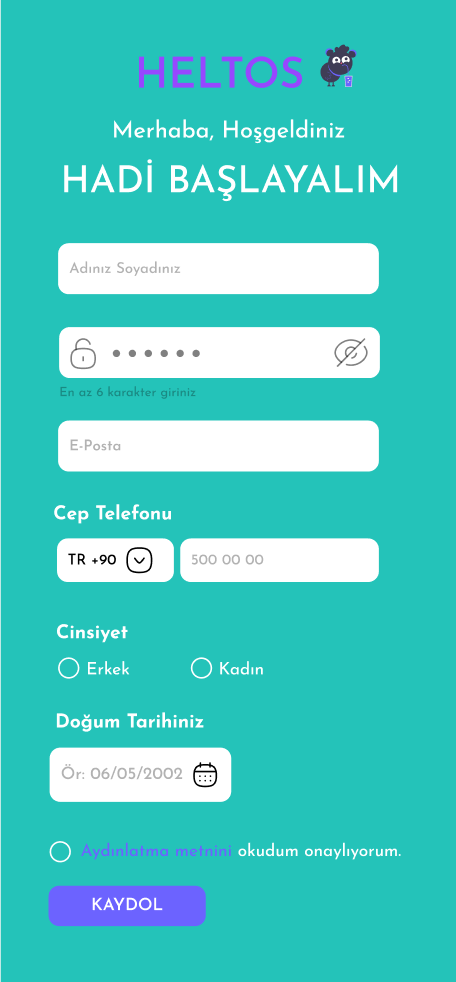 HELTOS
Merhaba, Hoşgeldiniz
HADİ BAŞLAYALIM
Adınız Soyadınız
En az 6 karakter giriniz
E-Posta
Cep Telefonu
TR +90 500 00 00
Cinsiyet
Erkek Kadın
Doğum Tarihiniz
Ör: 06/05/2002
Aydınlatma metnini okudum onaylıyorum.
KAYDOL